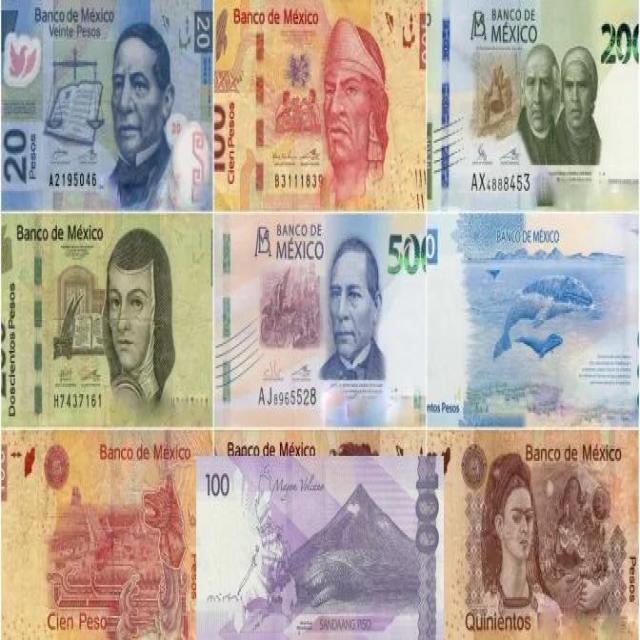 Banco de México
Veinte Pesos
20
20
Pesos
20
A2195046
Banco de México
100
Cien Pesos
B3111839
BANCO DE
MÉXICO
200
AX4888453
Banco de México
Doscientos Pesos
H7437161
BANCO DE
MÉXICO
500
AJ8965528
BANCO DE MÉXICO
Pesos
Banco de México
Cien Peso
Banco de México
Pesos
100
Mayon Volcano
100
SANDAANG PISO
Banco de México
Quinientos
Pesos